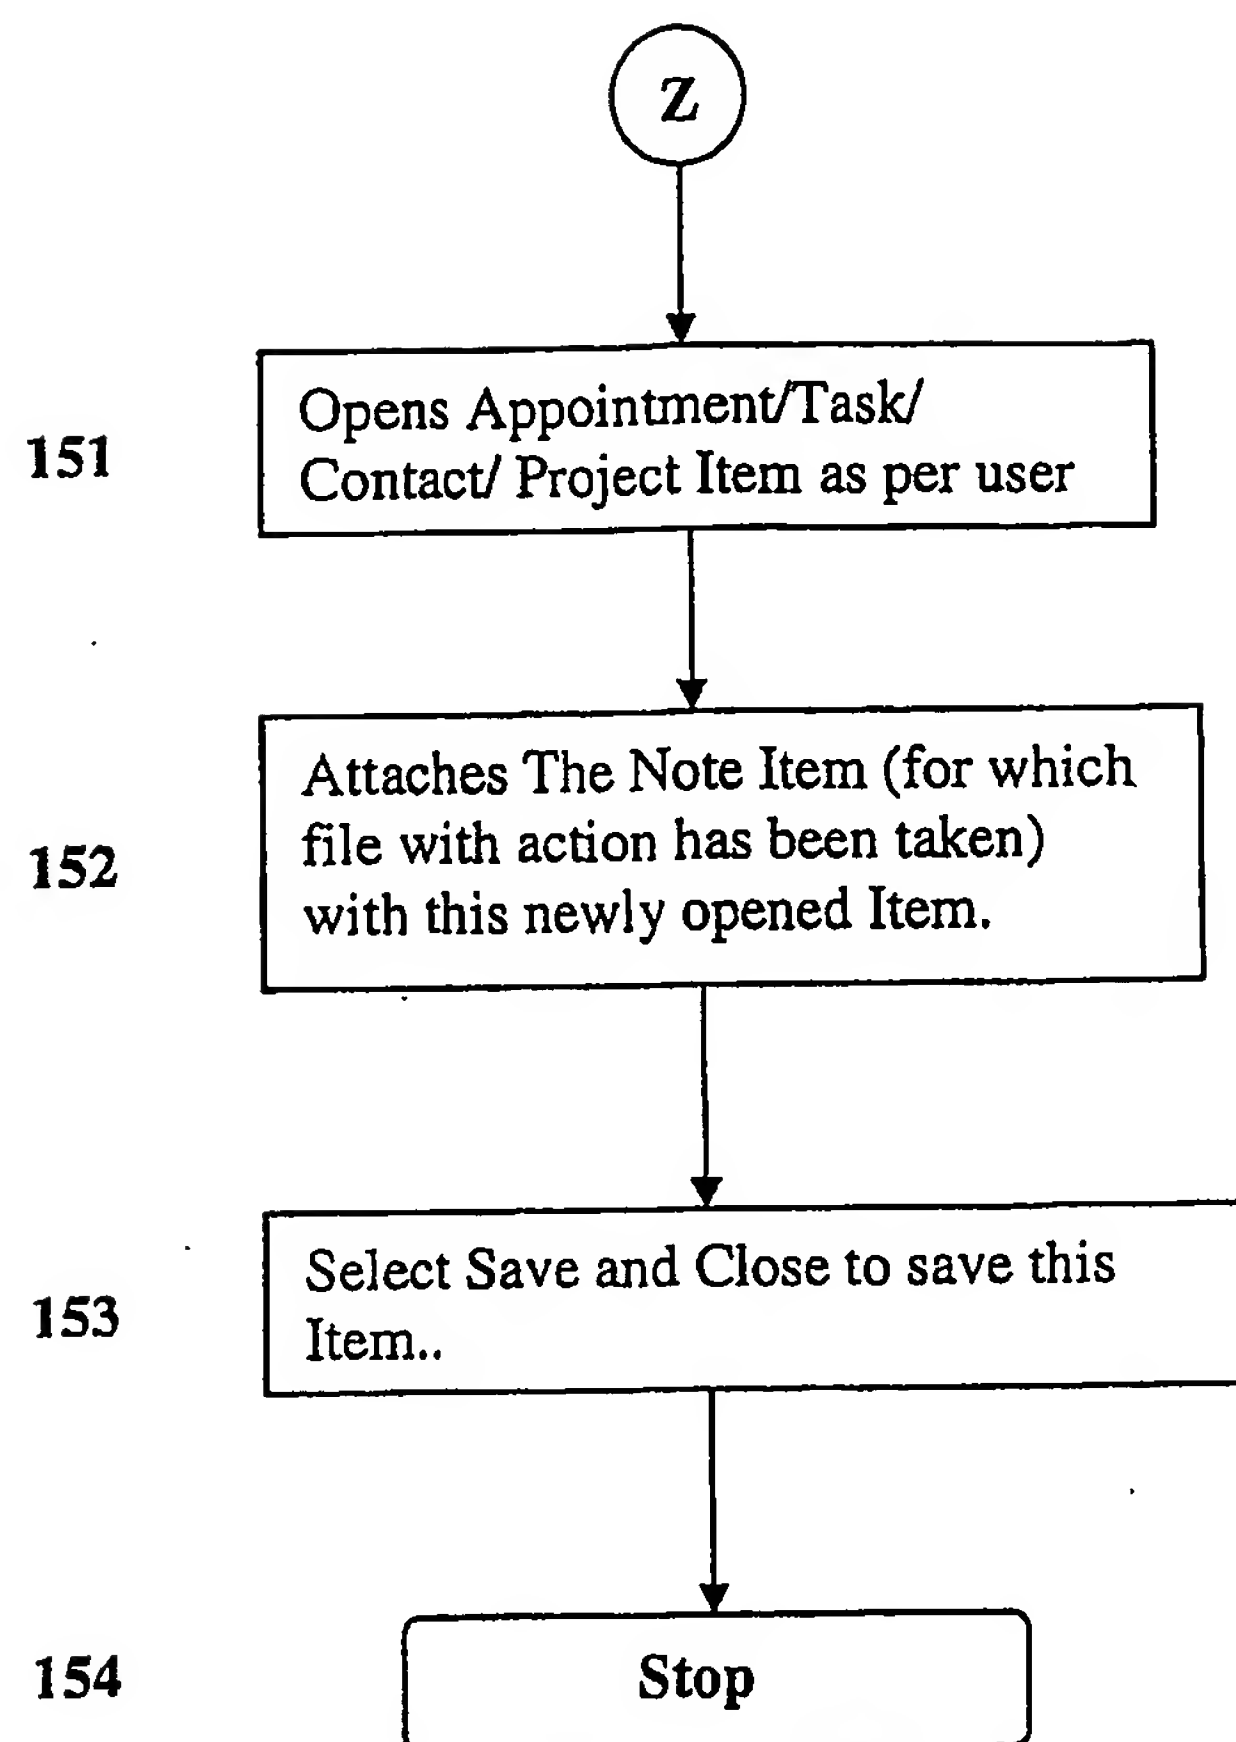 Z
151
Opens Appointment/Task/
Contact/ Project Item as per user
152
Attaches The Note Item (for which
file with action has been taken)
with this newly opened Item.
153
Select Save and Close to save this
Item..
154
Stop